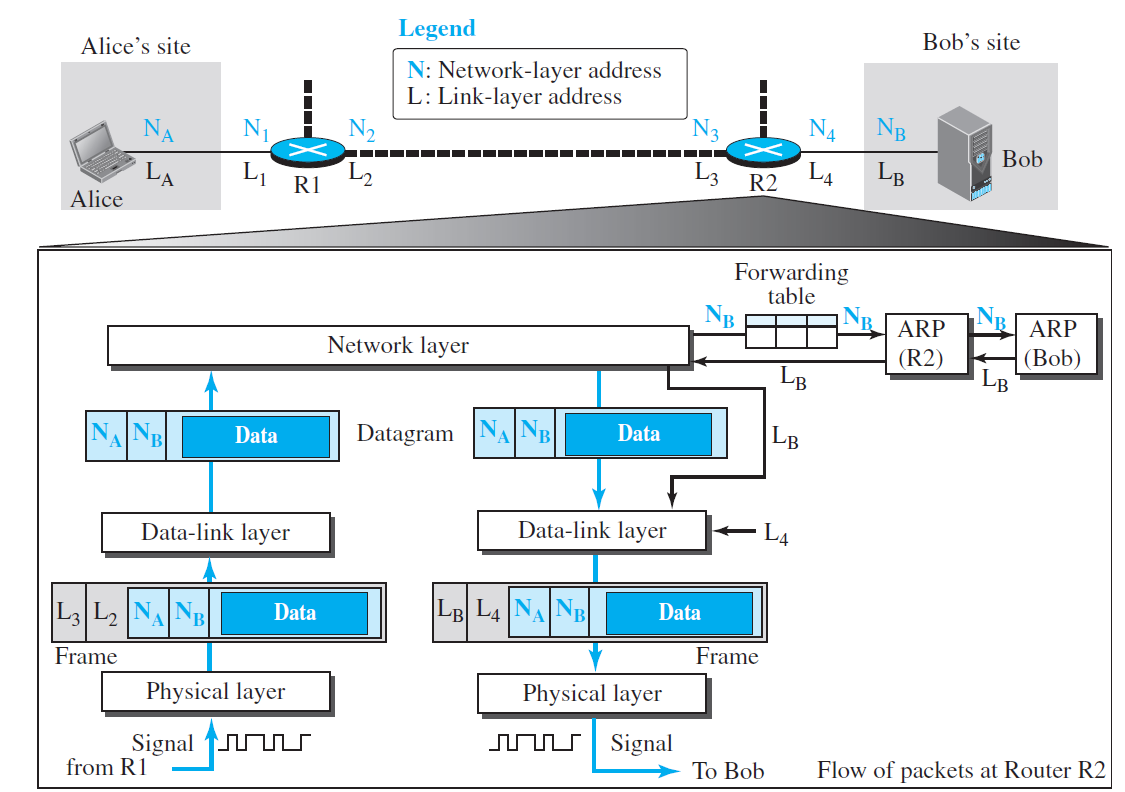 Legend
Alice's site
Bob's site
N: Network-layer address
L: Link-layer address
NA
N1
N2
N3
N4
NB
LA
L1
R1
L2
L3
R2
L4
LB
Alice
Bob
Forwarding
table
NB
NB
NB
ARP
(R2)
ARP
(Bob)
LB
LB
Network layer
NA NB Data
Datagram
NA NB Data
LB
Data-link layer
Data-link layer
L4
L3 L2 NA NB Data
LB L4 NA NB Data
Frame
Frame
Physical layer
Physical layer
Signal
Signal
from R1
To Bob
Flow of packets at Router R2